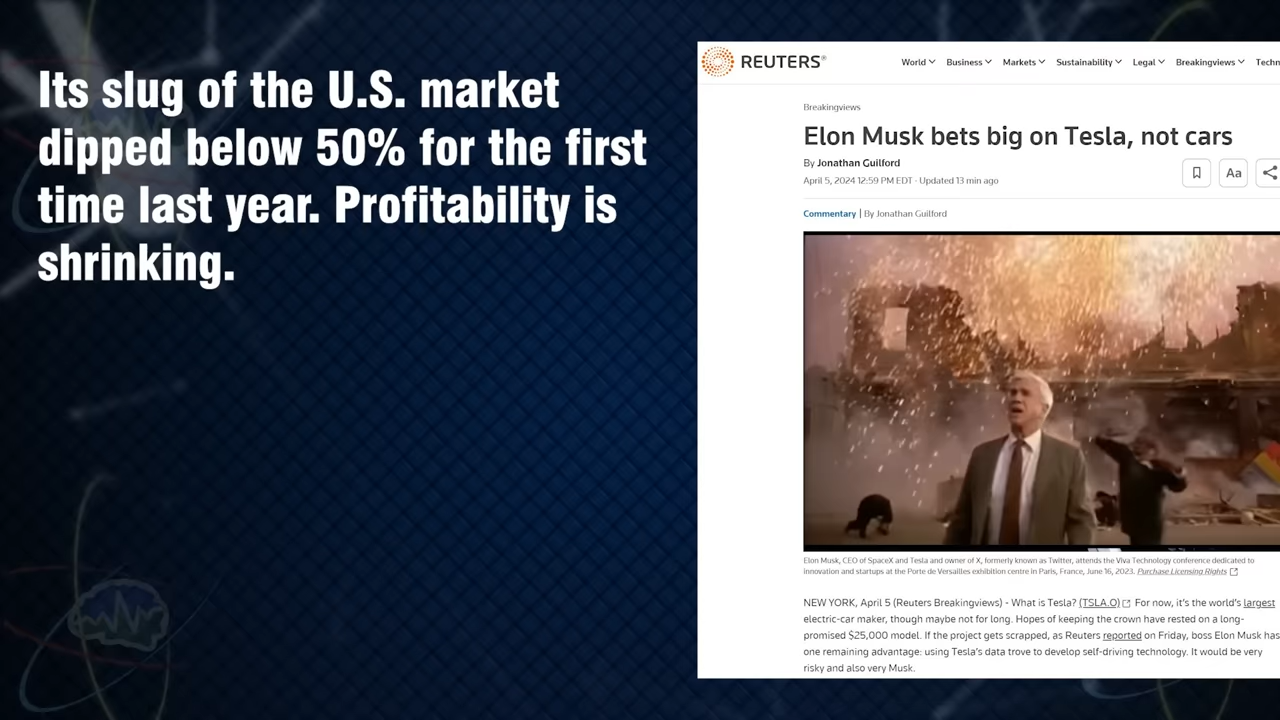 Its slug of the U.S. market
dipped below 50% for the first
time last year. Profitability is
shrinking.
REUTERS®
World Business Markets Sustainability Legal Breakingviews Techn
Breakingviews
Elon Musk bets big on Tesla, not cars
By Jonathan Guilford
April 5, 2024 12:59 PM EDT · Updated 13 min ago
Aa
Commentary | By Jonathan Guilford
Elon Musk, CEO of SpaceX and Tesla and owner of X, formerly known as Twitter, attends the Viva Technology conference dedicated to
innovation and startups at the Porte de Versailles exhibition centre in Paris, France, June 16, 2023. Purchase Licensing Rights
NEW YORK, April 5 (Reuters Breakingviews) - What is Tesla? (TSLA.O) For now, it's the world's largest
electric-car maker, though maybe not for long. Hopes of keeping the crown have rested on a long-
promised $25,000 model. If the project gets scrapped, as Reuters reported on Friday, boss Elon Musk has
one remaining advantage: using Tesla's data trove to develop self-driving technology. It would be very
risky and also very Musk.